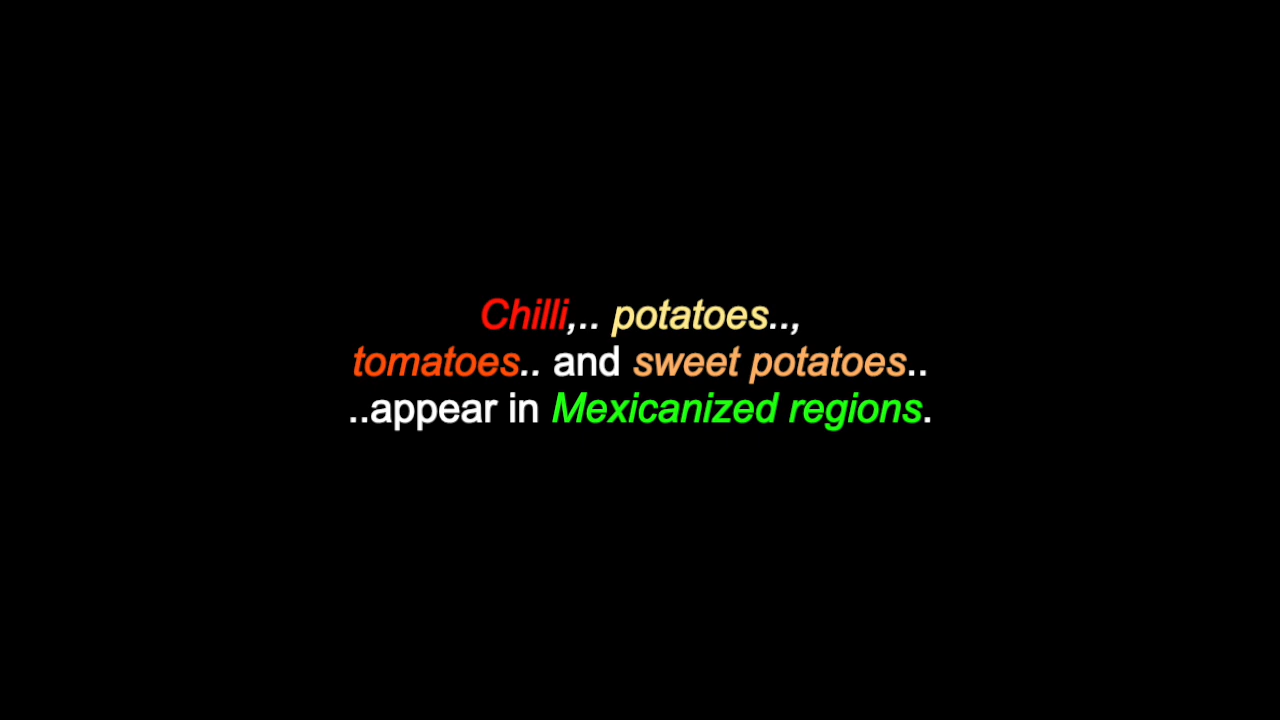 Chilli,.. potatoes..,
tomatoes.. and sweet potatoes..
..appear in Mexicanized regions.